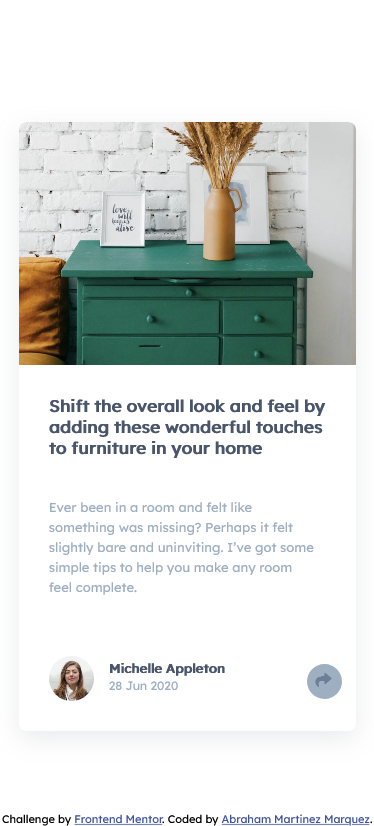 love
will
been
alive
Shift the overall look and feel by
adding these wonderful touches
to furniture in your home
Ever been in a room and felt like
something was missing? Perhaps it felt
slightly bare and uninviting. I’ve got some
simple tips to help you make any room
feel complete.
Michelle Appleton
28 Jun 2020
Challenge by Frontend Mentor. Coded by Abraham Martinez Marquez.